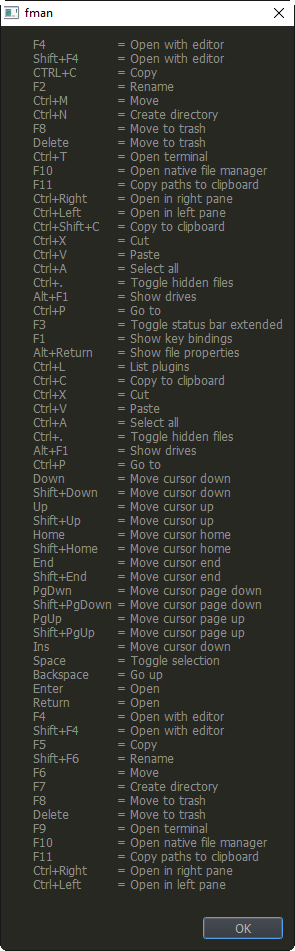 fman
F4 = Open with editor
Shift+F4 = Open with editor
CTRL+C = Copy
F2 = Rename
Ctrl+M = Move
Ctrl+N = Create directory
F8 = Move to trash
Delete = Move to trash
Ctrl+T = Open terminal
F10 = Open native file manager
F11 = Copy paths to clipboard
Ctrl+Right = Open in right pane
Ctrl+Left = Open in left pane
Ctrl+Shift+C = Copy to clipboard
Ctrl+X = Cut
Ctrl+V = Paste
Ctrl+A = Select all
Ctrl+. = Toggle hidden files
Alt+F1 = Show drives
Ctrl+P = Go to
F3 = Toggle status bar extended
F1 = Show key bindings
Alt+Return = Show file properties
Ctrl+L = List plugins
Ctrl+C = Copy to clipboard
Ctrl+X = Cut
Ctrl+V = Paste
Ctrl+A = Select all
Ctrl+. = Toggle hidden files
Alt+F1 = Show drives
Ctrl+P = Go to
Down = Move cursor down
Shift+Down = Move cursor down
Up = Move cursor up
Shift+Up = Move cursor up
Home = Move cursor home
Shift+Home = Move cursor home
End = Move cursor end
Shift+End = Move cursor end
PgDwn = Move cursor page down
Shift+PgDown = Move cursor page down
PgUp = Move cursor page up
Shift+PgUp = Move cursor page up
Ins = Move cursor down
Space = Toggle selection
Backspace = Go up
Enter = Open
Return = Open
F4 = Open with editor
Shift+F4 = Open with editor
F5 = Copy
Shift+F6 = Rename
F6 = Move
F7 = Create directory
F8 = Move to trash
Delete = Move to trash
F9 = Open terminal
F10 = Open native file manager
F11 = Copy paths to clipboard
Ctrl+Right = Open in right pane
Ctrl+Left = Open in left pane
OK